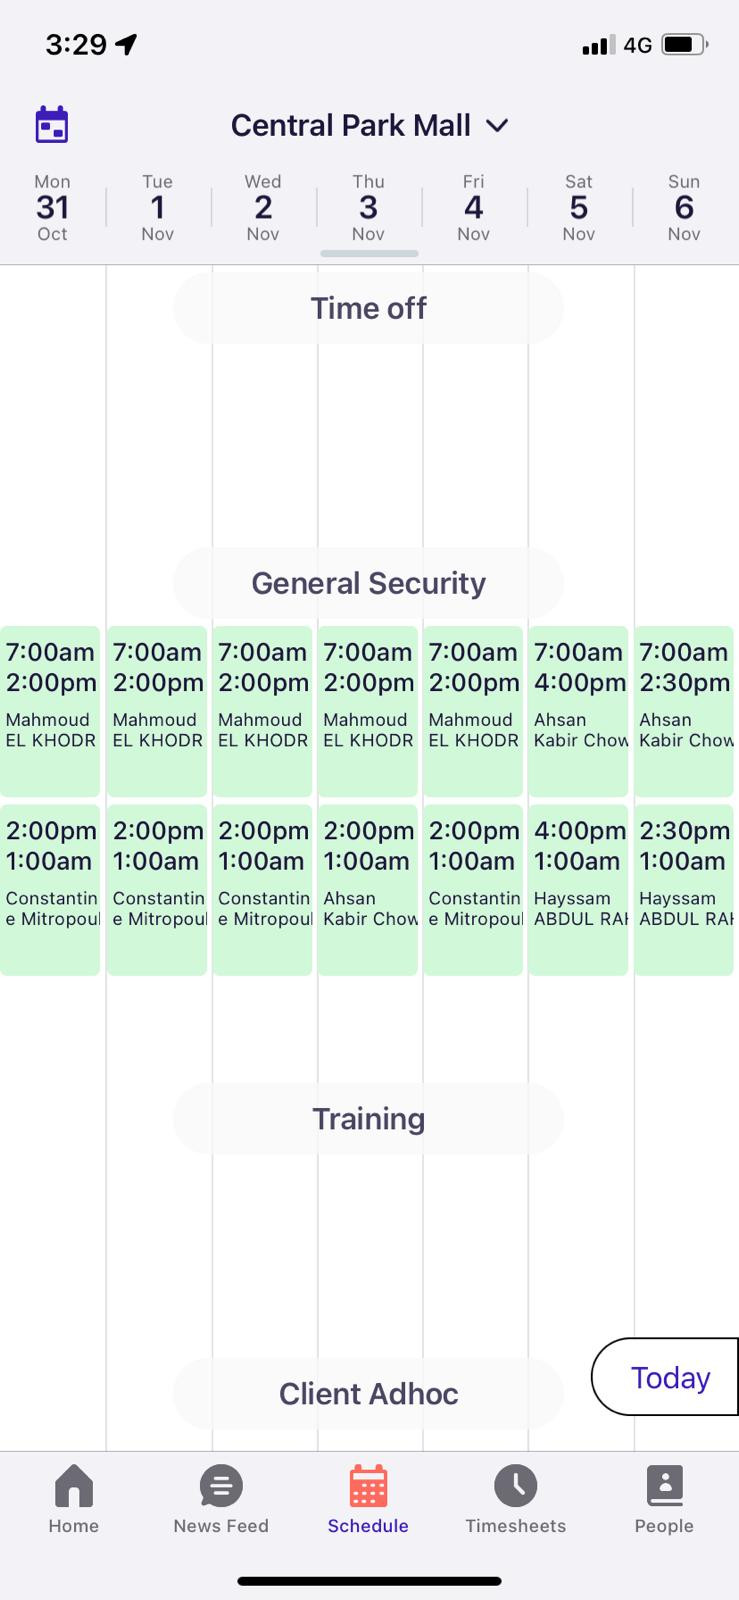 3:29 4G
Central Park Mall
Mon Tue Wed Thu Fri Sat Sun
31 1 2 3 4 5 6
Oct Nov Nov Nov Nov Nov Nov
Time off
General Security
7:00am 7:00am 7:00am 7:00am 7:00am 7:00am 7:00am
2:00pm 2:00pm 2:00pm 2:00pm 2:00pm 4:00pm 2:30pm
Mahmoud Mahmoud Mahmoud Mahmoud Mahmoud Ahsan Ahsan
EL KHODR EL KHODR EL KHODR EL KHODR EL KHODR Kabir Chow Kabir Chow
2:00pm 2:00pm 2:00pm 2:00pm 2:00pm 4:00pm 2:30pm
1:00am 1:00am 1:00am 1:00am 1:00am 1:00am 1:00am
Constantin Constantin Constantin Ahsan Constantin Hayssam Hayssam
e Mitropoul e Mitropoul e Mitropoul Kabir Chow e Mitropoul ABDUL RAH ABDUL RAH
Training
Client Adhoc
Today
Home News Feed Schedule Timesheets People